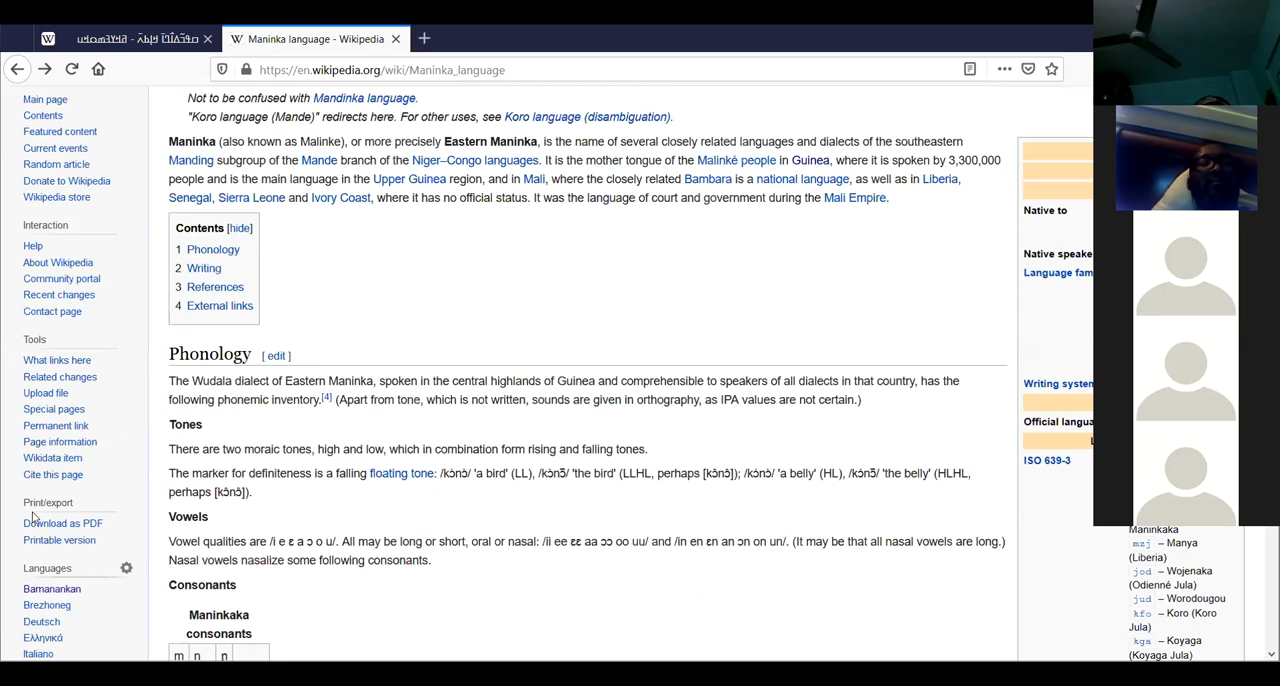 Maninka language - Wikipedia
https://en.wikipedia.org/wiki/Maninka_language
Main page
Contents
Featured content
Current events
Random article
Donate to Wikipedia
Wikipedia store
Interaction
Help
About Wikipedia
Community portal
Recent changes
Contact page
Tools
What links here
Related changes
Upload file
Special pages
Permanent link
Page information
Wikidata item
Cite this page
Print/export
Download as PDF
Printable version
Languages
Bamanankan
Brezhoneg
Deutsch
Ελληνικά
Italiano
Not to be confused with Mandinka language.
"Koro language (Mande)" redirects here. For other uses, see Koro language (disambiguation).
Maninka (also known as Malinke), or more precisely Eastern Maninka, is the name of several closely related languages and dialects of the southeastern
Manding subgroup of the Mande branch of the Niger–Congo languages. It is the mother tongue of the Malinké people in Guinea, where it is spoken by 3,300,000
people and is the main language in the Upper Guinea region, and in Mali, where the closely related Bambara is a national language, as well as in Liberia,
Senegal, Sierra Leone and Ivory Coast, where it has no official status. It was the language of court and government during the Mali Empire.
Contents [hide]
1 Phonology
2 Writing
3 References
4 External links
Phonology [ edit ]
The Wudala dialect of Eastern Maninka, spoken in the central highlands of Guinea and comprehensible to speakers of all dialects in that country, has the
following phonemic inventory.[4] (Apart from tone, which is not written, sounds are given in orthography, as IPA values are not certain.)
Tones
There are two moraic tones, high and low, which in combination form rising and falling tones.
The marker for definiteness is a falling floating tone: 'a bird' (LL), 'the bird' (LLHL, perhaps 'a belly' (HL), 'the belly' (HLHL,
perhaps
Vowels
Vowel qualities are /i e ɛ a ɔ o u/. All may be long or short, oral or nasal: /ii ee ɛɛ aa ɔɔ oo uu/ and /in en ɛn an ɔn on un/. (It may be that all nasal vowels are long.)
Nasal vowels nasalize some following consonants.
Consonants
Maninkaka
consonants
m n
Native to
Native speake
Language fam
Writing system
Official langua
ISO 639-3
Maninkaka
mzj – Manya
(Liberia)
jod – Wojenaka
(Odienné Jula)
jud – Worodougou
kfo – Koro (Koro
Jula)
kga – Koyaga
(Koyaga Jula)